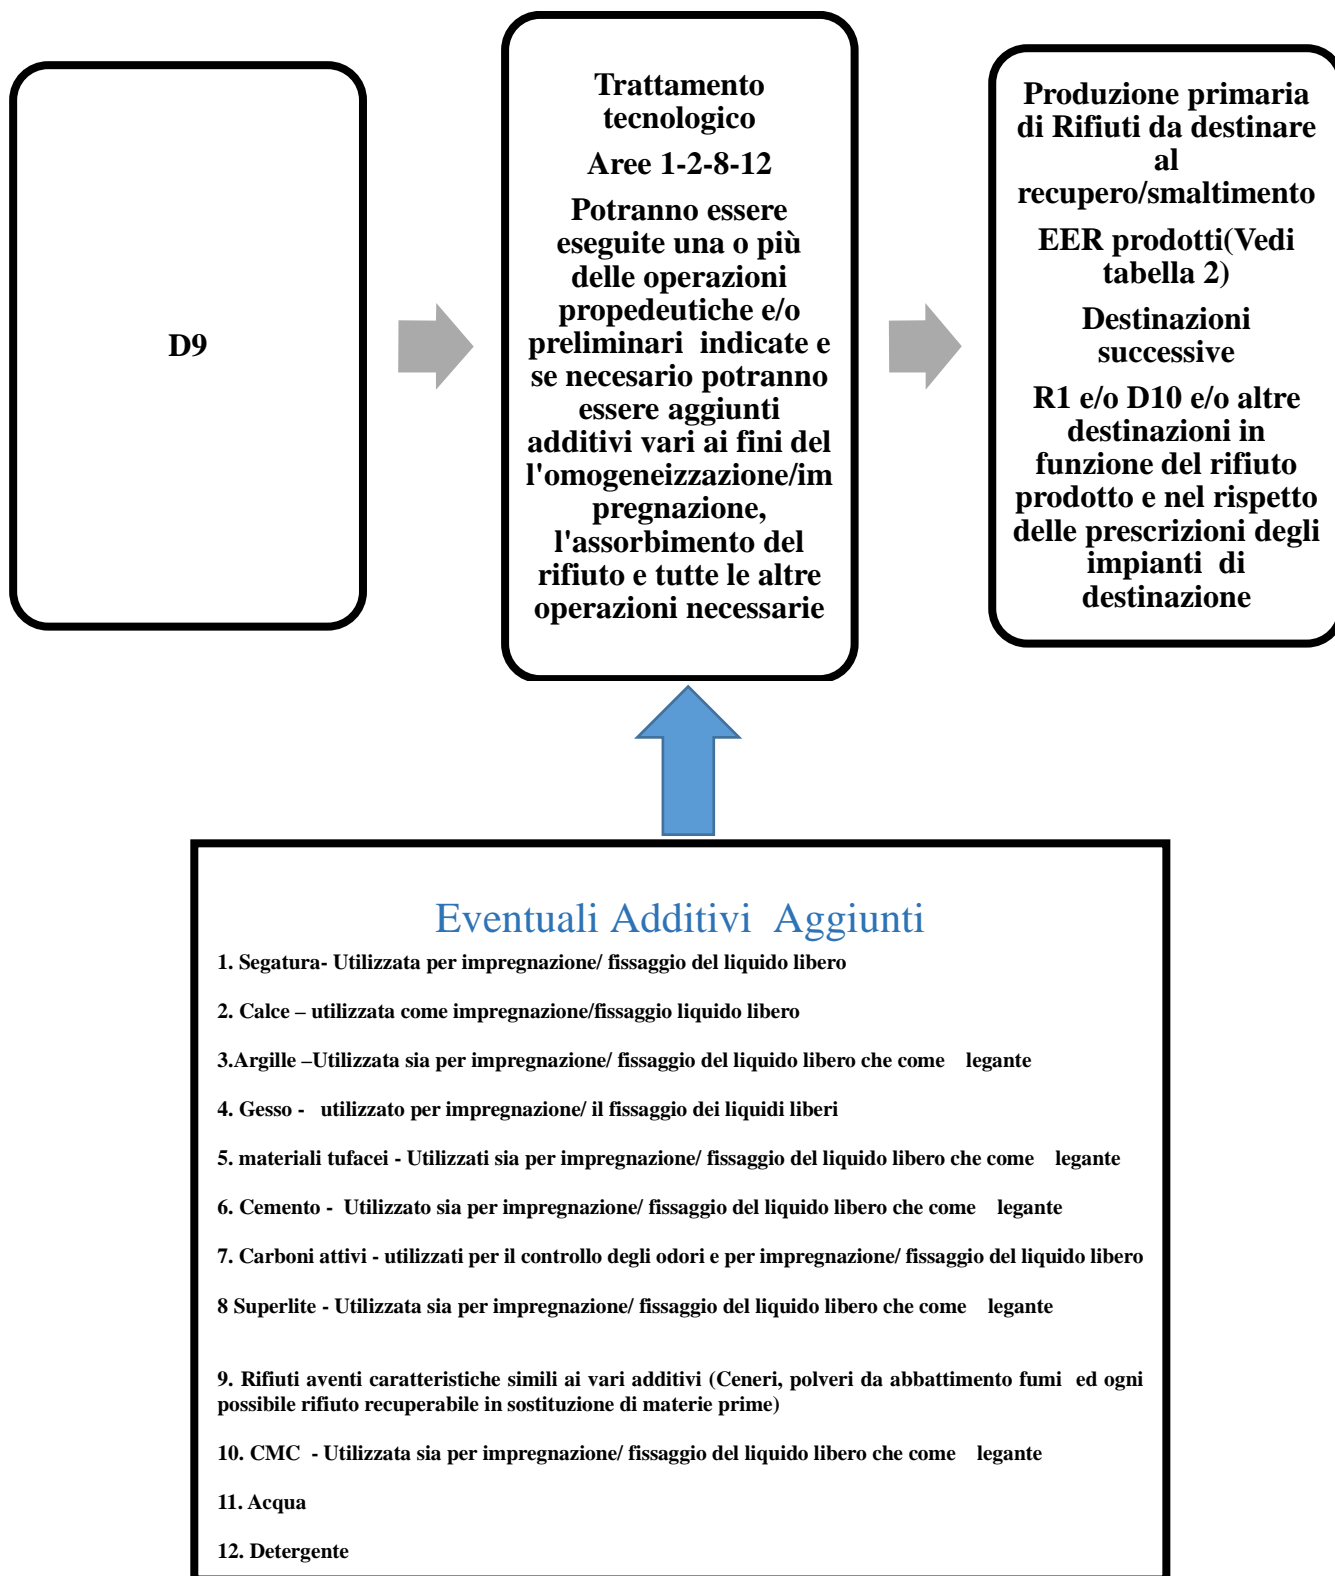 D9
Trattamento
tecnologico
Aree 1-2-8-12
Potranno essere
eseguite una o più
delle operazioni
propedeutiche e/o
preliminari indicate e
se necesario potranno
essere aggiunti
additivi vari ai fini del
l'omogeneizzazione/im
pregnazione,
l'assorbimento del
rifiuto e tutte le altre
operazioni necessarie
Produzione primaria
di Rifiuti da destinare
al
recupero/smaltimento
EER prodotti(Vedi
tabella 2)
Destinazioni
successive
R1 e/o D10 e/o altre
destinazioni in
funzione del rifiuto
prodotto e nel rispetto
delle prescrizioni degli
impianti di
destinazione
Eventuali Additivi Aggiunti
1. Segatura- Utilizzata per impregnazione/ fissaggio del liquido libero
2. Calce – utilizzata come impregnazione/fissaggio liquido libero
3.Argille –Utilizzata sia per impregnazione/ fissaggio del liquido libero che come legante
4. Gesso - utilizzato per impregnazione/ il fissaggio dei liquidi liberi
5. materiali tufacei - Utilizzati sia per impregnazione/ fissaggio del liquido libero che come legante
6. Cemento - Utilizzato sia per impregnazione/ fissaggio del liquido libero che come legante
7. Carboni attivi - utilizzati per il controllo degli odori e per impregnazione/ fissaggio del liquido libero
8 Superlite - Utilizzata sia per impregnazione/ fissaggio del liquido libero che come legante
9. Rifiuti aventi caratteristiche simili ai vari additivi (Ceneri, polveri da abbattimento fumi ed ogni
possibile rifiuto recuperabile in sostituzione di materie prime)
10. CMC - Utilizzata sia per impregnazione/ fissaggio del liquido libero che come legante
11. Acqua
12. Detergente